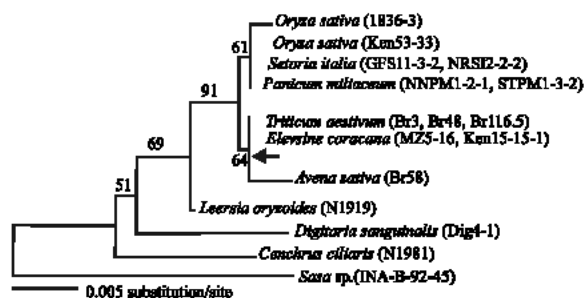 Oryza sativa (1836-3)
61
Oryza sativa (Ken53-33)
Setaria italia (GFS11-3-2, NRSI2-2-2)
Panicum miliaceum (NNPM1-2-1, STPM1-3-2)
91
Triticum aestivum (Br3, Br48, Br116.5)
Elevsine coracana (MZ5-16, Ken15-15-1)
69
64
Avena sativa (Br58)
51
Leersia oryzoides (N1919)
Digitaria sanguinalis (Dig4-1)
Cenchrus ciliaris (N1981)
Sasa sp.(INA-B-92-45)
0.005 substitution/site